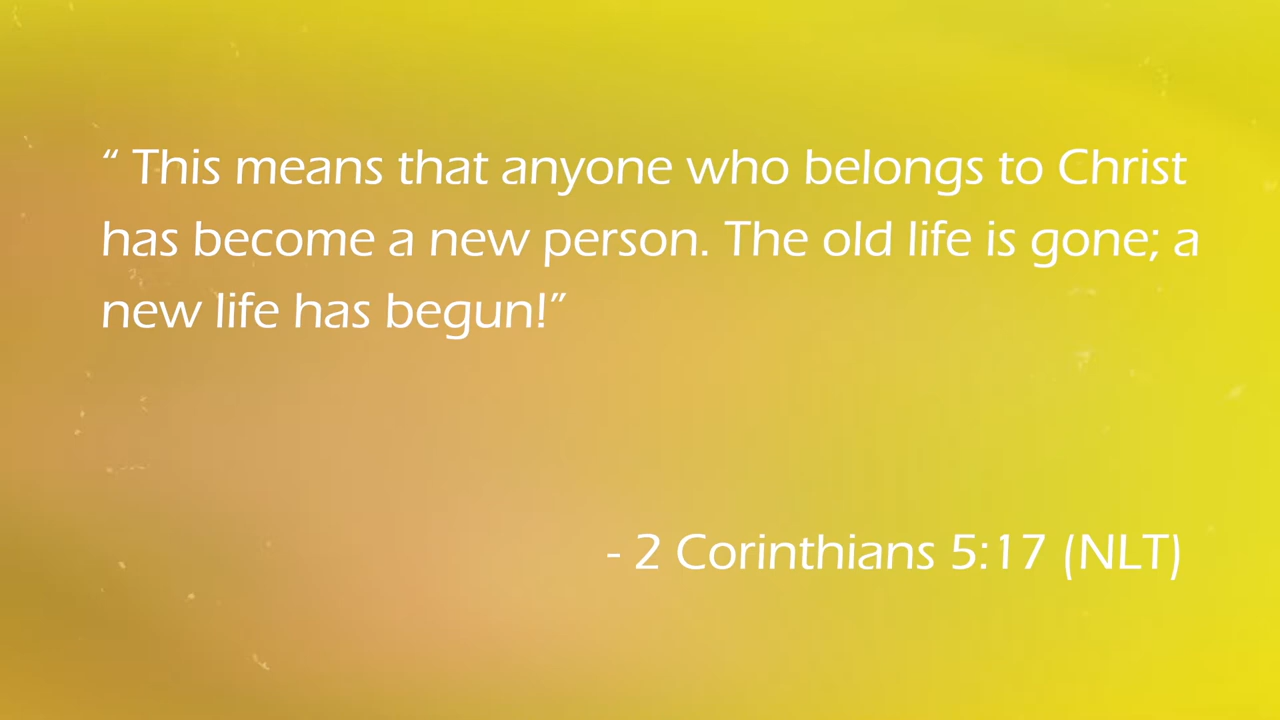 “ This means that anyone who belongs to Christ
has become a new person. The old life is gone; a
new life has begun!”
- 2 Corinthians 5:17 (NLT)